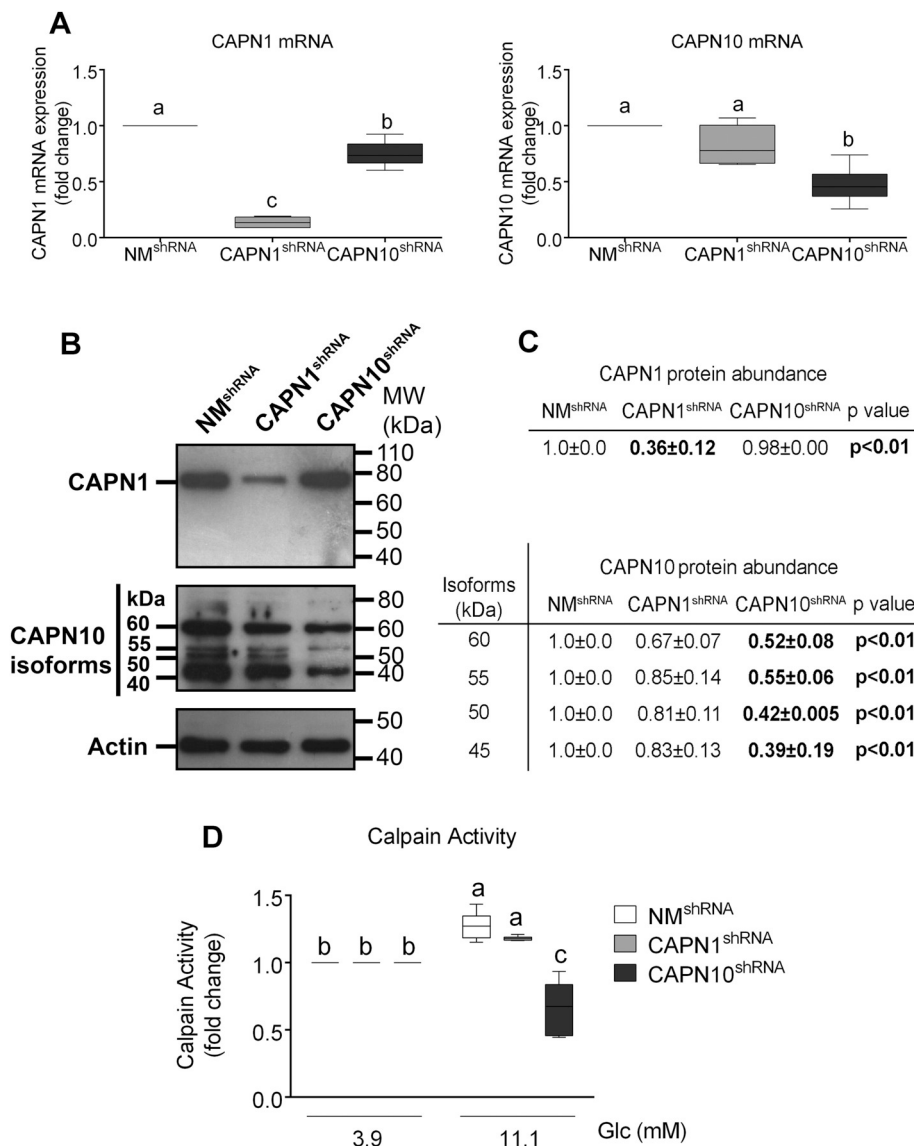 A
CAPN1 mRNA
CAPN1 mRNA expression
(fold change)
1.5
1.0
0.5
0.0
a
c
b
NMshRNA
CAPN1shRNA
CAPN10shRNA
CAPN10 mRNA
CAPN10 mRNA expression
(fold change)
1.5
1.0
0.5
0.0
a
a
b
NMshRNA
CAPN1shRNA
CAPN10shRNA
B
NMshRNA
CAPN1shRNA
CAPN10shRNA
MW
(kDa)
CAPN1
110
80
60
50
40
CAPN10
isoforms
kDa
60
55
50
40
80
60
50
40
Actin
50
40
C
CAPN1 protein abundance
NMshRNA CAPN1shRNA CAPN10shRNA p value
1.0±0.0 0.36±0.12 0.98±0.00 p<0.01
Isoforms
(kDa)
CAPN10 protein abundance
NMshRNA CAPN1shRNA CAPN10shRNA p value
60 1.0±0.0 0.67±0.07 0.52±0.08 p<0.01
55 1.0±0.0 0.85±0.14 0.55±0.06 p<0.01
50 1.0±0.0 0.81±0.11 0.42±0.005 p<0.01
45 1.0±0.0 0.83±0.13 0.39±0.19 p<0.01
D
Calpain Activity
Calpain Activity
(fold change)
1.5
1.0
0.5
0.0
b b b
a
a
c
NMshRNA
CAPN1shRNA
CAPN10shRNA
3.9
11.1
Glc (mM)